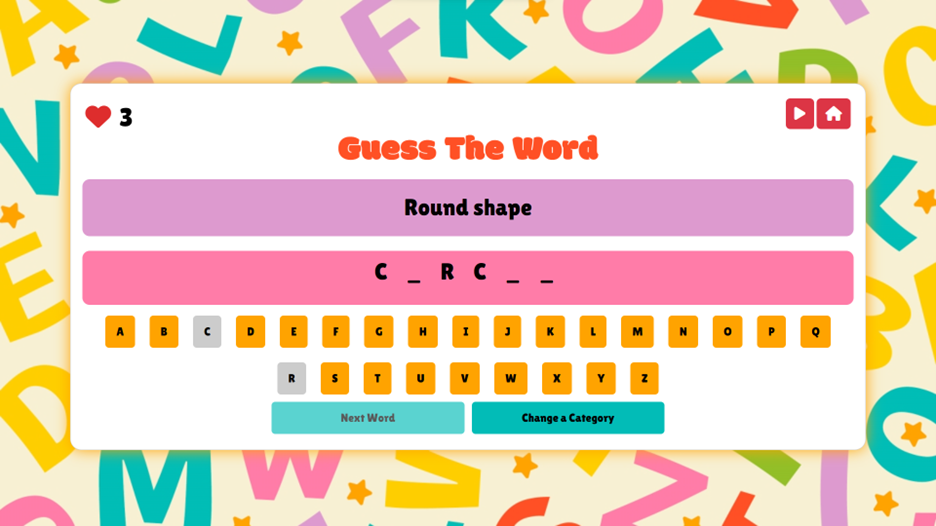 3
Guess The Word
Round shape
C _ R C _ _
A B C D E F G H I J K L M N O P Q
R S T U V W X Y Z
Next Word Change a Category